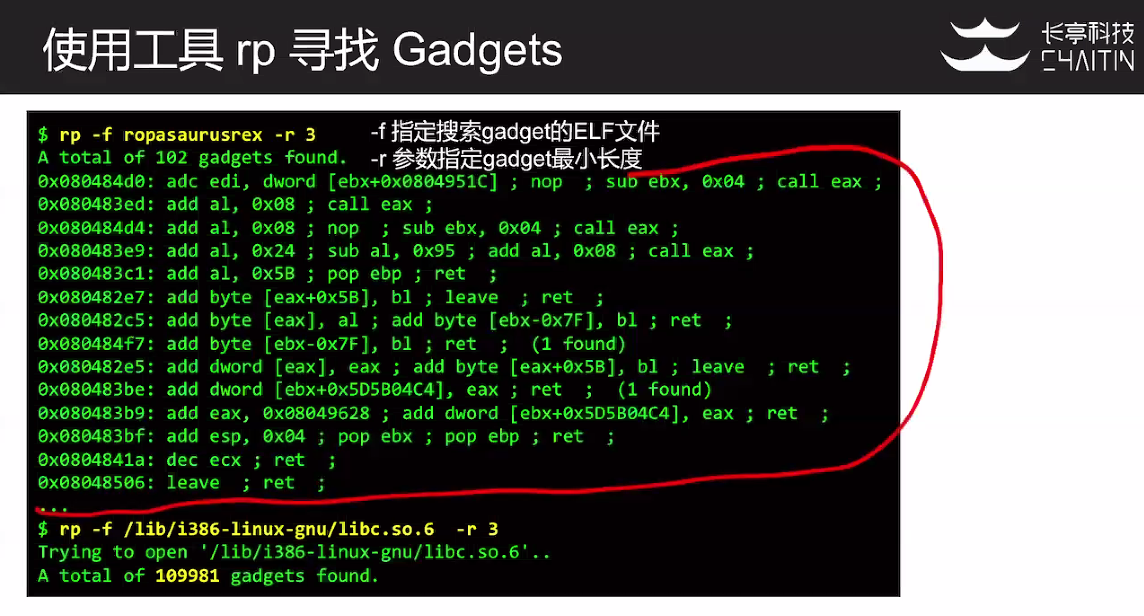 使用工具 rp 寻找 Gadgets
长亭科技
CHAITIN
$ rp -f ropasaurusrex -r 3
-f 指定搜索gadget的ELF文件
A total of 102 gadgets found.
-r 参数指定gadget最小长度
0x080484d0: adc edi, dword [ebx+0x0804951C] ; nop  ; sub ebx, 0x04 ; call eax ;
0x080483ed: add al, 0x08 ; call eax ;
0x080484d4: add al, 0x08 ; nop  ; sub ebx, 0x04 ; call eax ;
0x080483e9: add al, 0x24 ; sub al, 0x95 ; add al, 0x08 ; call eax ;
0x080483c1: add al, 0x5B ; pop ebp ; ret  ;
0x080482e7: add byte [eax+0x5B], bl ; leave  ; ret  ;
0x080482c5: add byte [eax], al ; add byte [ebx-0x7F], bl ; ret  ;
0x080484f7: add byte [ebx-0x7F], bl ; ret  ;  (1 found)
0x080482e5: add dword [eax], eax ; add byte [eax+0x5B], bl ; leave  ; ret  ;
0x080483be: add dword [ebx+0x5D5B04C4], eax ; ret  ;  (1 found)
0x080483b9: add eax, 0x08049628 ; add dword [ebx+0x5D5B04C4], eax ; ret  ;
0x080483bf: add esp, 0x04 ; pop ebx ; pop ebp ; ret  ;
0x0804841a: dec ecx ; ret  ;
0x08048506: leave  ; ret  ;
...
$ rp -f /lib/i386-linux-gnu/libc.so.6  -r 3
Trying to open '/lib/i386-linux-gnu/libc.so.6'..
A total of 109981 gadgets found.